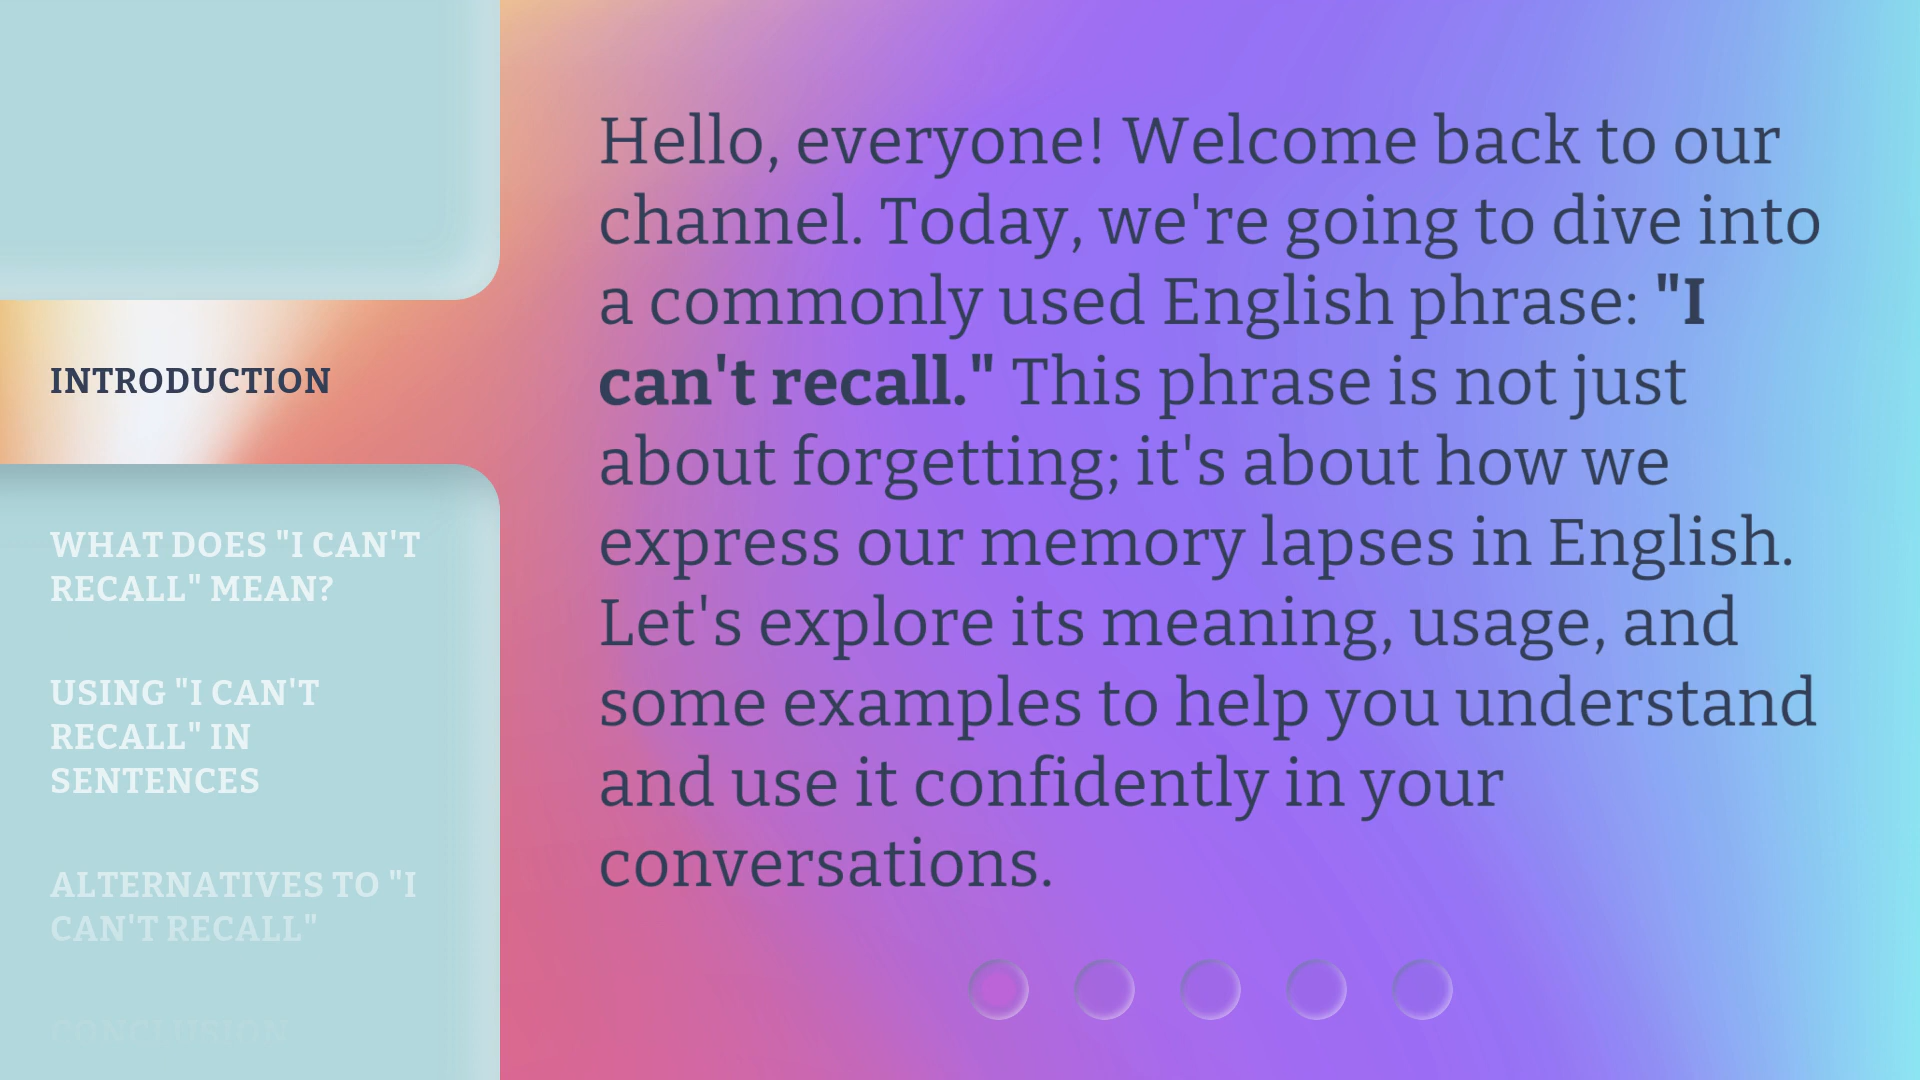 INTRODUCTION
WHAT DOES "I CAN'T
RECALL" MEAN?
USING "I CAN'T
RECALL" IN
SENTENCES
ALTERNATIVES TO "I
CAN'T RECALL"
CONCLUSION
Hello, everyone! Welcome back to our
channel. Today, we're going to dive into
a commonly used English phrase: "I
can't recall." This phrase is not just
about forgetting; it's about how we
express our memory lapses in English.
Let's explore its meaning, usage, and
some examples to help you understand
and use it confidently in your
conversations.